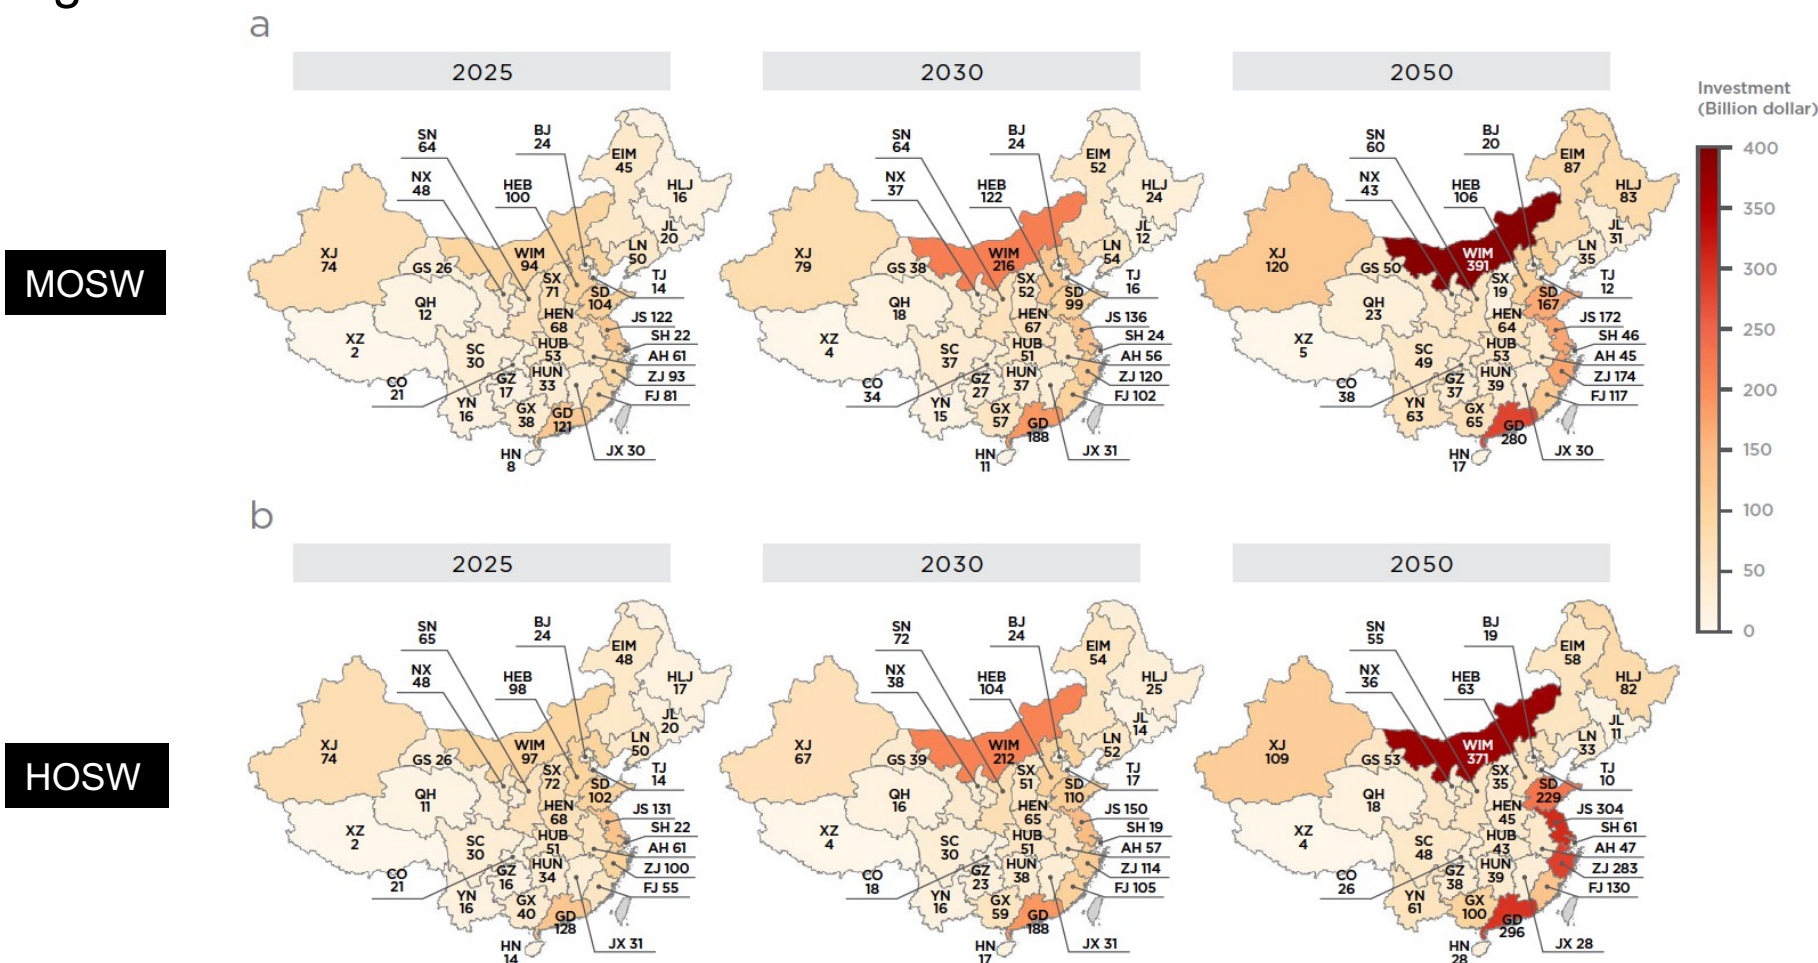 a
2025
2030
2050
MOSW
SN
64
BJ
24
NX
48
HEB
100
EIM
45
HLJ
16
JL
20
LN
50
XJ
74
GS 26
WIM
94
SX
71
TJ
14
SD
104
QH
12
HEN
68
JS 122
SH 22
XZ
2
SC
30
HUB
53
AH 61
CO
21
GZ
17
HUN
33
ZJ 93
FJ 81
YN
16
GX
38
GD
121
HN
8
JX 30
SN
64
BJ
24
NX
37
HEB
122
EIM
52
HLJ
24
JL
12
LN
54
XJ
79
GS 38
WIM
216
SX
52
TJ
16
SD
99
QH
18
HEN
67
JS 136
SH 24
XZ
4
SC
37
HUB
51
AH 56
CO
34
GZ
27
HUN
37
ZJ 120
FJ 102
YN
15
GX
57
GD
188
HN
11
JX 31
SN
60
BJ
20
NX
43
HEB
106
EIM
87
HLJ
83
JL
31
LN
35
XJ
120
GS 50
WIM
391
SX
19
TJ
12
SD
167
QH
23
HEN
64
JS 172
SH 46
XZ
5
SC
49
HUB
53
AH 45
CO
38
GZ
37
HUN
39
ZJ 174
FJ 117
YN
63
GX
65
GD
280
HN
17
JX 30
Investment
(Billion dollar)
400
350
300
250
200
150
100
50
0
b
2025
2030
2050
HOSW
SN
65
BJ
24
NX
48
HEB
98
EIM
48
HLJ
17
JL
20
LN
50
XJ
74
GS 26
WIM
97
SX
72
TJ
14
SD
102
QH
11
HEN
68
JS 131
SH 22
XZ
2
SC
30
HUB
51
AH 61
CO
21
GZ
16
HUN
34
ZJ 100
FJ 55
YN
16
GX
40
GD
128
HN
14
JX 31
SN
72
BJ
24
NX
38
HEB
104
EIM
54
HLJ
25
JL
14
LN
52
XJ
67
GS 39
WIM
212
SX
51
TJ
17
SD
110
QH
16
HEN
65
JS 150
SH 19
XZ
4
SC
30
HUB
51
AH 57
CO
18
GZ
23
HUN
38
ZJ 114
FJ 105
YN
16
GX
59
GD
188
HN
17
JX 31
SN
55
BJ
19
NX
36
HEB
63
EIM
58
HLJ
82
JL
11
LN
33
XJ
109
GS 53
WIM
371
SX
35
TJ
10
SD
229
QH
18
HEN
45
JS 304
SH 61
XZ
4
SC
48
HUB
43
AH 47
CO
26
GZ
38
HUN
39
ZJ 283
FJ 130
YN
61
GX
100
GD
296
HN
28
JX 28